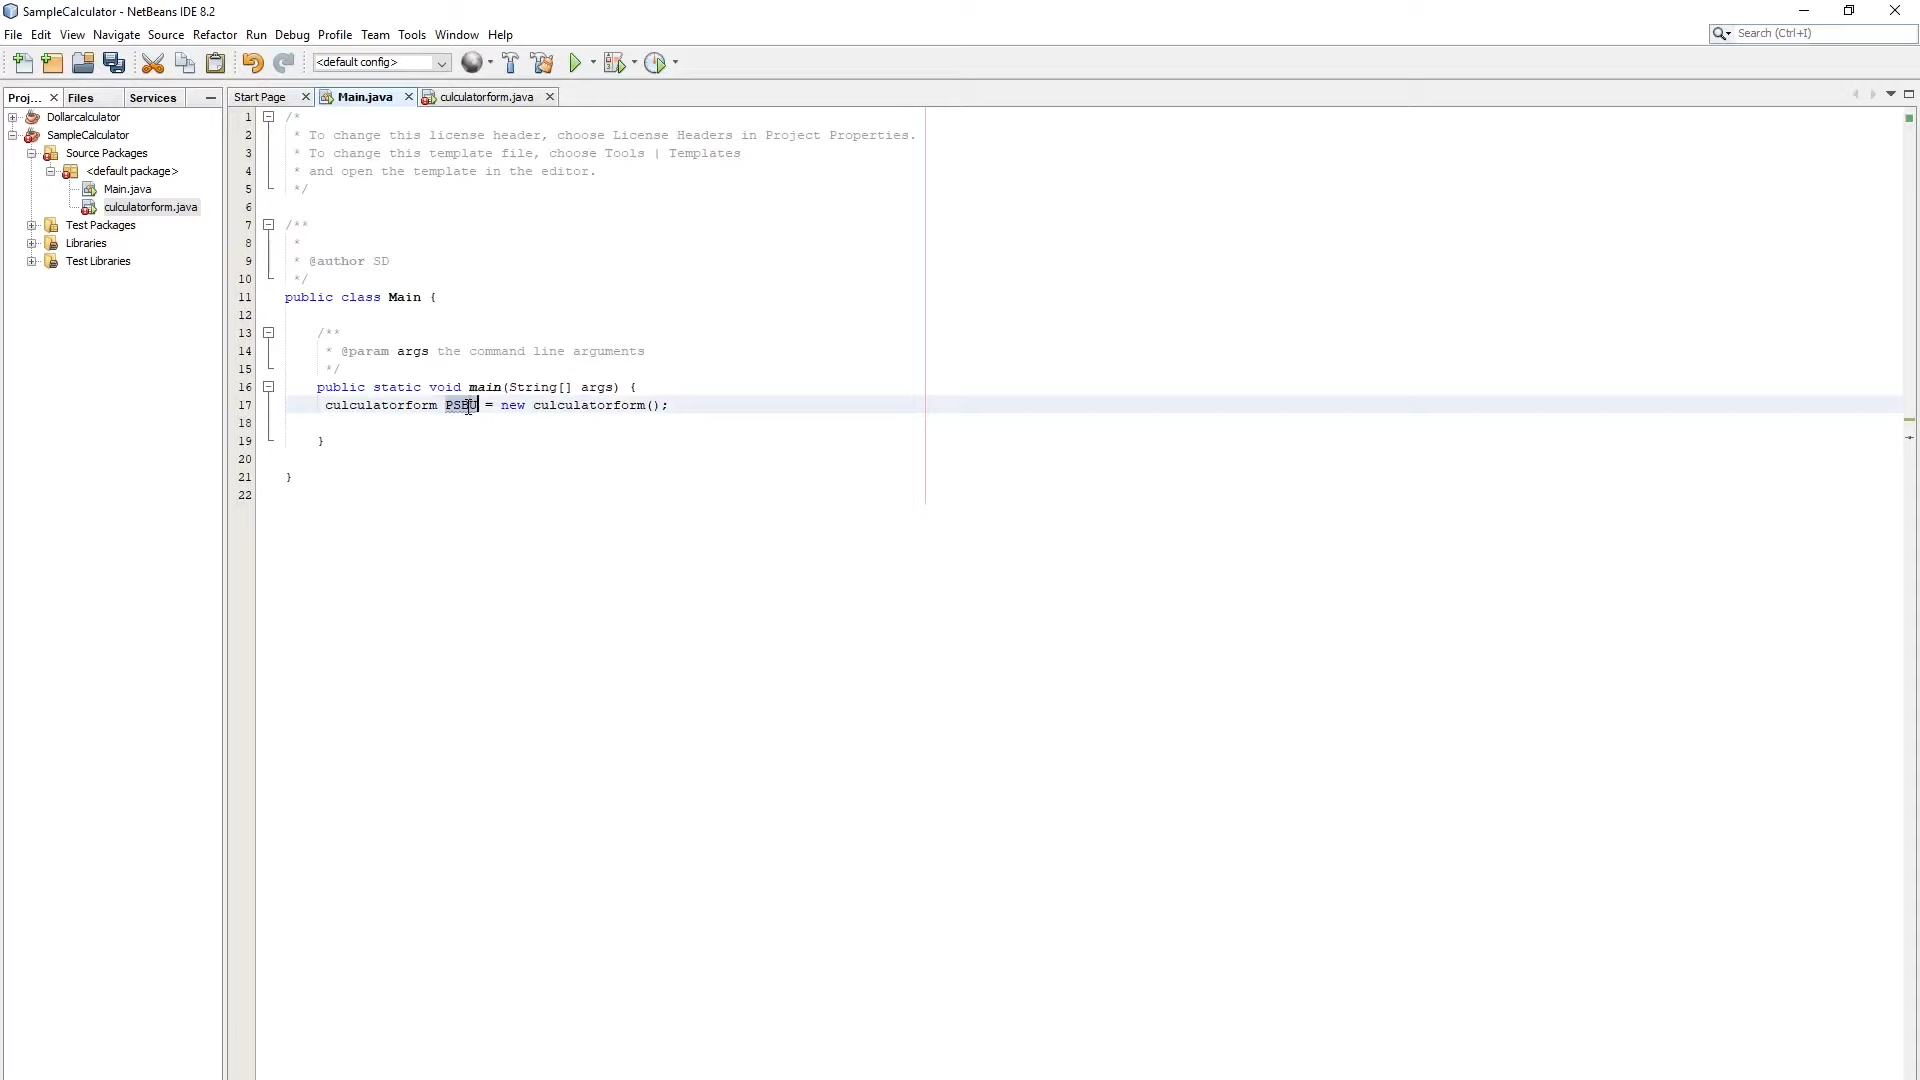 SampleCalculator - NetBeans IDE 8.2
File Edit View Navigate Source Refactor Run Debug Profile Team Tools Window Help
Search (Ctrl+I)
<default config>
Proj... Files Services
Start Page Main.java culculatorform.java
Dollarcalculator
SampleCalculator
Source Packages
<default package>
Main.java
culculatorform.java
Test Packages
Libraries
Test Libraries
1 /*
2 * To change this license header, choose License Headers in Project Properties.
3 * To change this template file, choose Tools | Templates
4 * and open the template in the editor.
5 */
6
7 /**
8 *
9 * @author SD
10 */
11 public class Main {
12
13 /**
14 * @param args the command line arguments
15 */
16 public static void main(String[] args) {
17 culculatorform PSBU = new culculatorform();
18
19 }
20
21 }
22